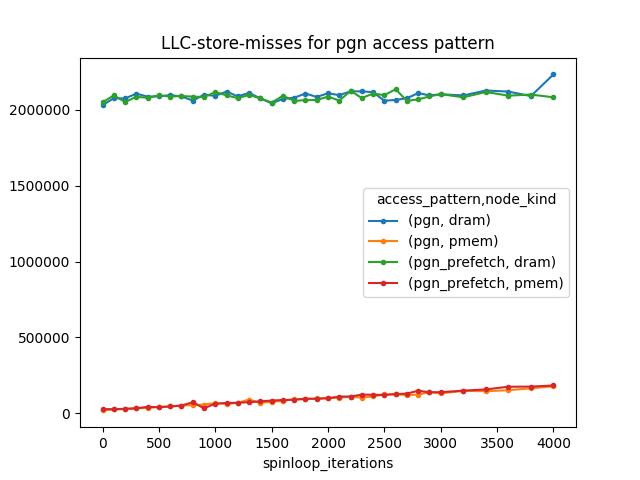 LLC-store-misses for pgn access pattern
2000000
1500000
1000000
500000
0
access_pattern,node_kind
(pgn, dram)
(pgn, pmem)
(pgn_prefetch, dram)
(pgn_prefetch, pmem)
0 500 1000 1500 2000 2500 3000 3500 4000
spinloop_iterations